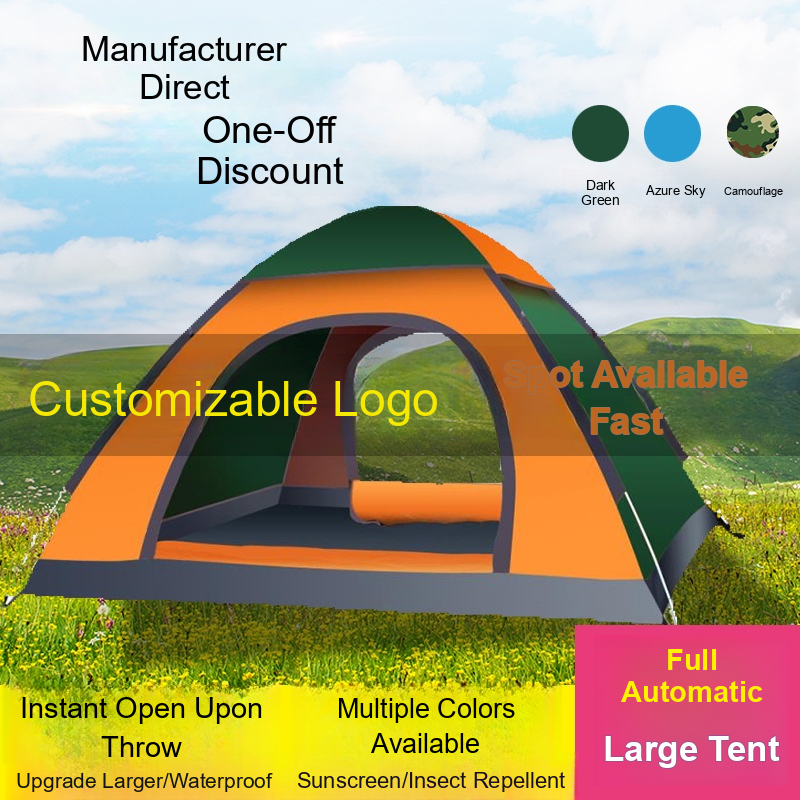 Manufacturer
Direct
One-Off
Discount
Dark
Green
Azure Sky
Camouflage
Customizable Logo
Spot Available
Fast
Full
Automatic
Large Tent
Instant Open Upon
Throw
Upgrade Larger/Waterproof
Multiple Colors
Available
Sunscreen/Insect Repellent